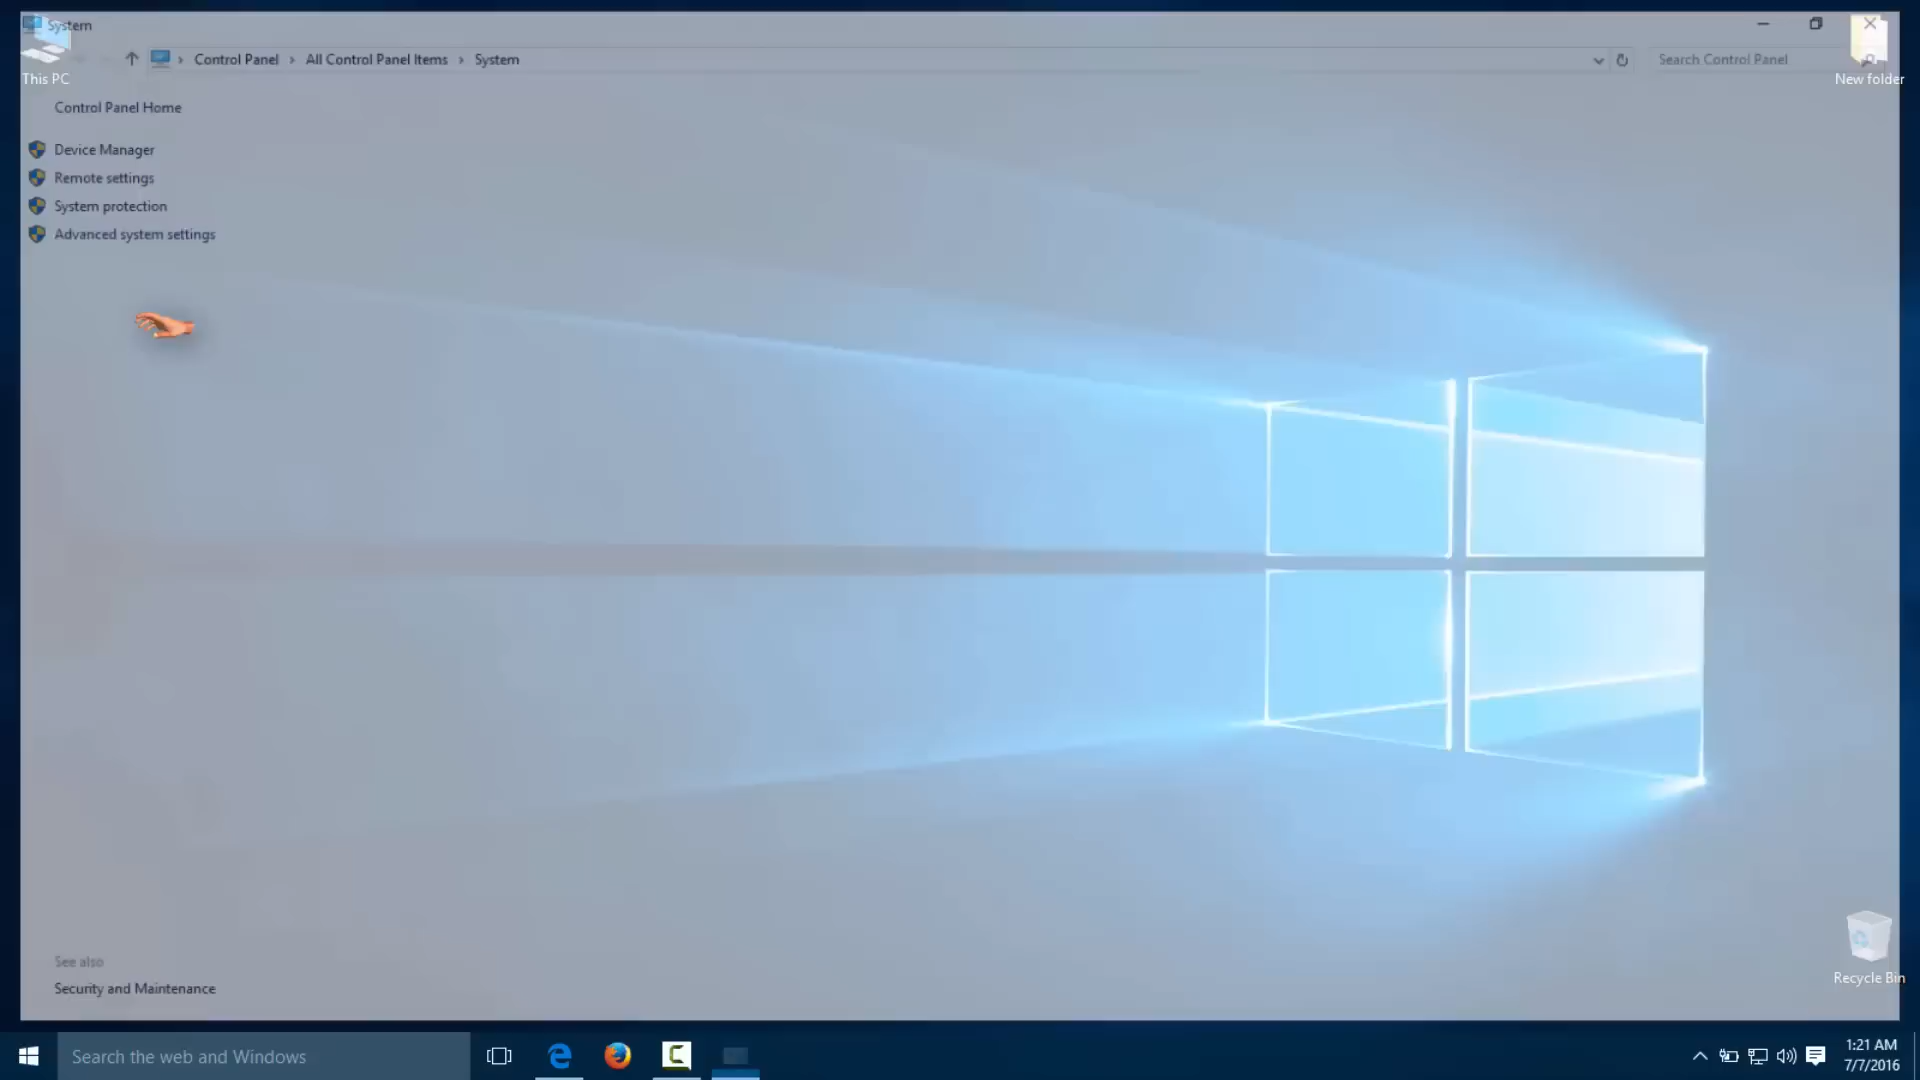 System
This PC
Control Panel
All Control Panel Items
System
Search Control Panel
New folder
Control Panel Home
Device Manager
Remote settings
System protection
Advanced system settings
See also
Security and Maintenance
Recycle Bin
Search the web and Windows
1:21 AM
7/7/2016